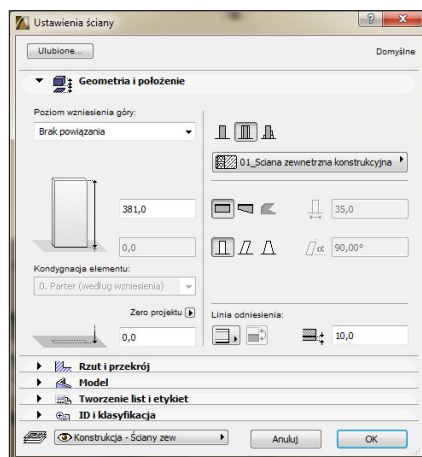 Ustawienia ściany
Ulubione...
Domyślne
Geometria i położenie
Poziom wzniesienia góry:
Brak powiązania
01_Sciana zewnetrzna konstrukcyjna
381,0
35,0
0,0
α 90,00°
Kondygnacja elementu:
0. Parter (według wzniesienia)
Zero projektu
Linia odniesienia:
0,0
10,0
Rzut i przekrój
Model
Tworzenie list i etykiet
ID i klasyfikacja
Konstrukcja - Ściany zew
Anuluj
OK